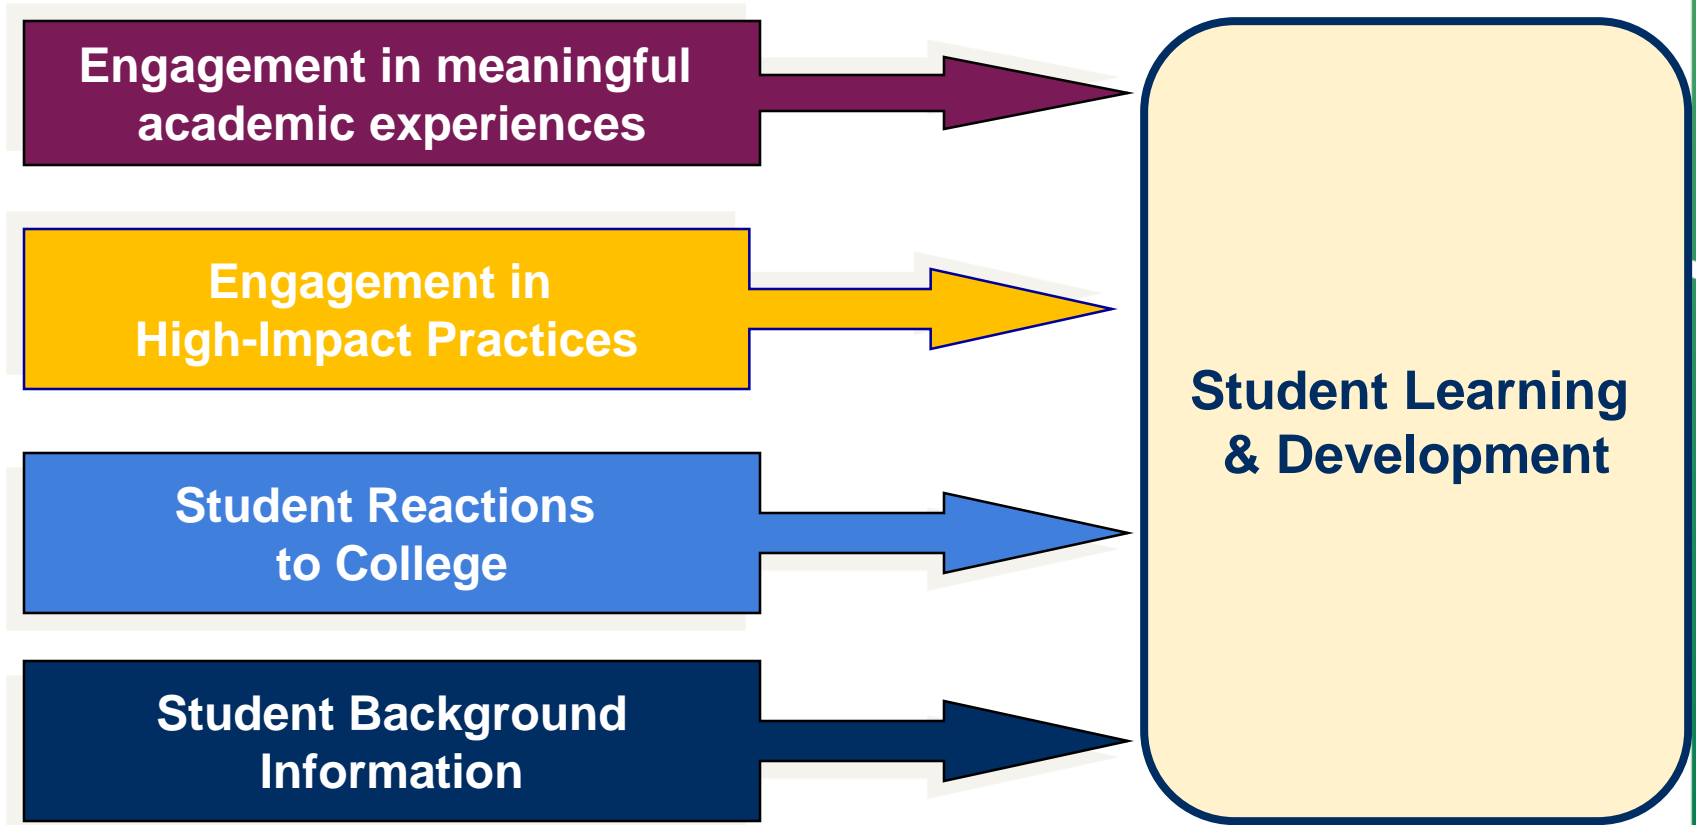 Engagement in meaningful
academic experiences
Engagement in
High-Impact Practices
Student Reactions
to College
Student Background
Information
Student Learning
& Development